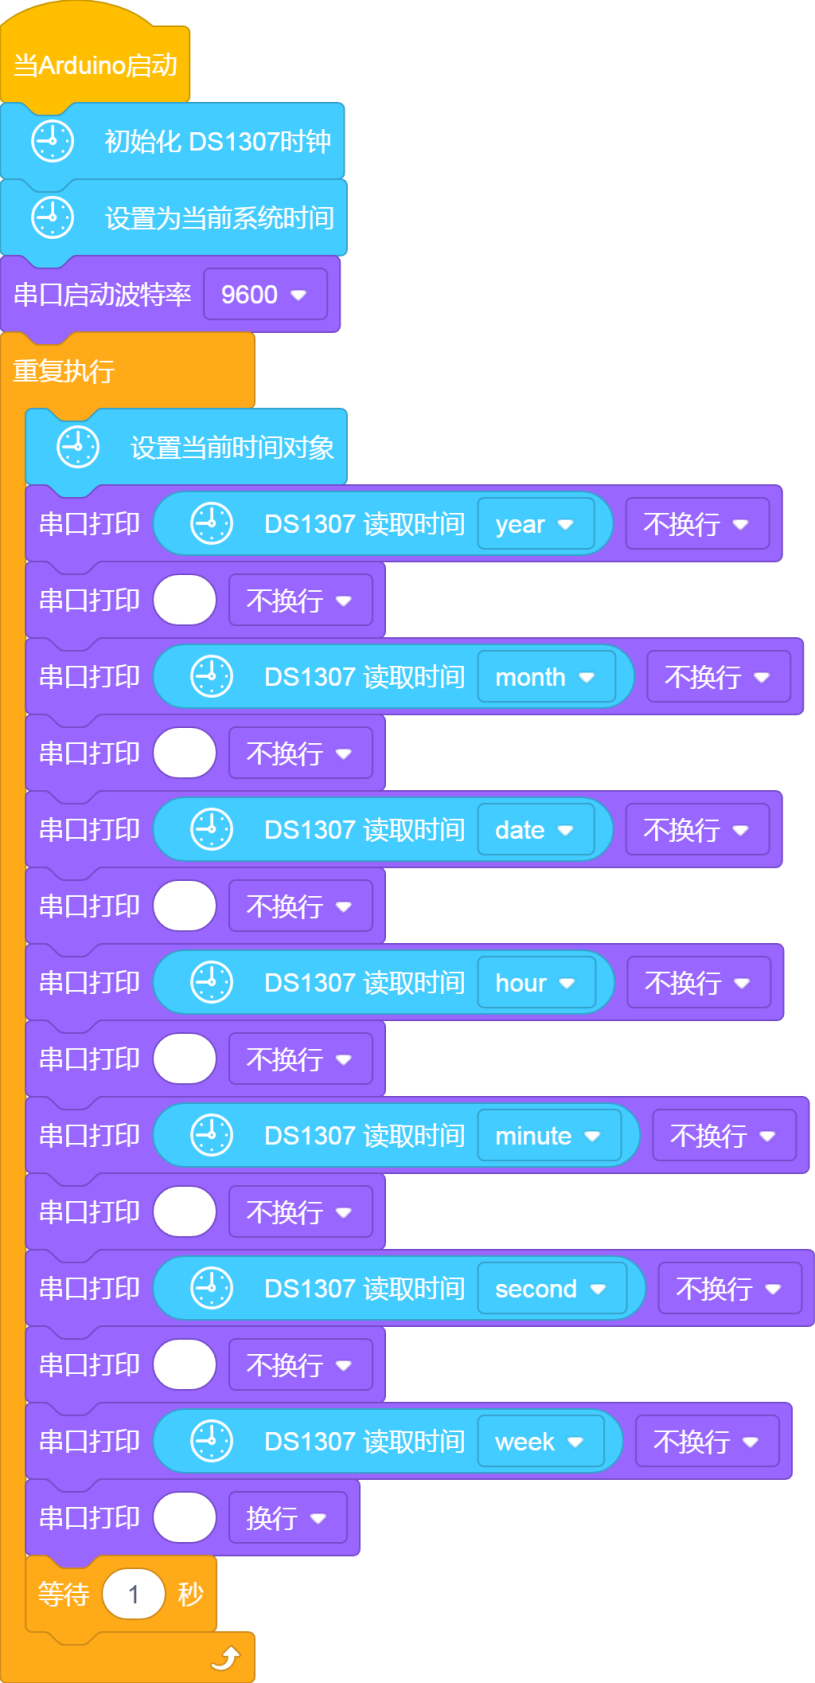 当Arduino启动
初始化 DS1307时钟
设置为当前系统时间
串口启动波特率 9600
重复执行
设置当前时间对象
串口打印 DS1307 读取时间 year 不换行
串口打印 不换行
串口打印 DS1307 读取时间 month 不换行
串口打印 不换行
串口打印 DS1307 读取时间 date 不换行
串口打印 不换行
串口打印 DS1307 读取时间 hour 不换行
串口打印 不换行
串口打印 DS1307 读取时间 minute 不换行
串口打印 不换行
串口打印 DS1307 读取时间 second 不换行
串口打印 不换行
串口打印 DS1307 读取时间 week 不换行
串口打印 换行
等待 1 秒